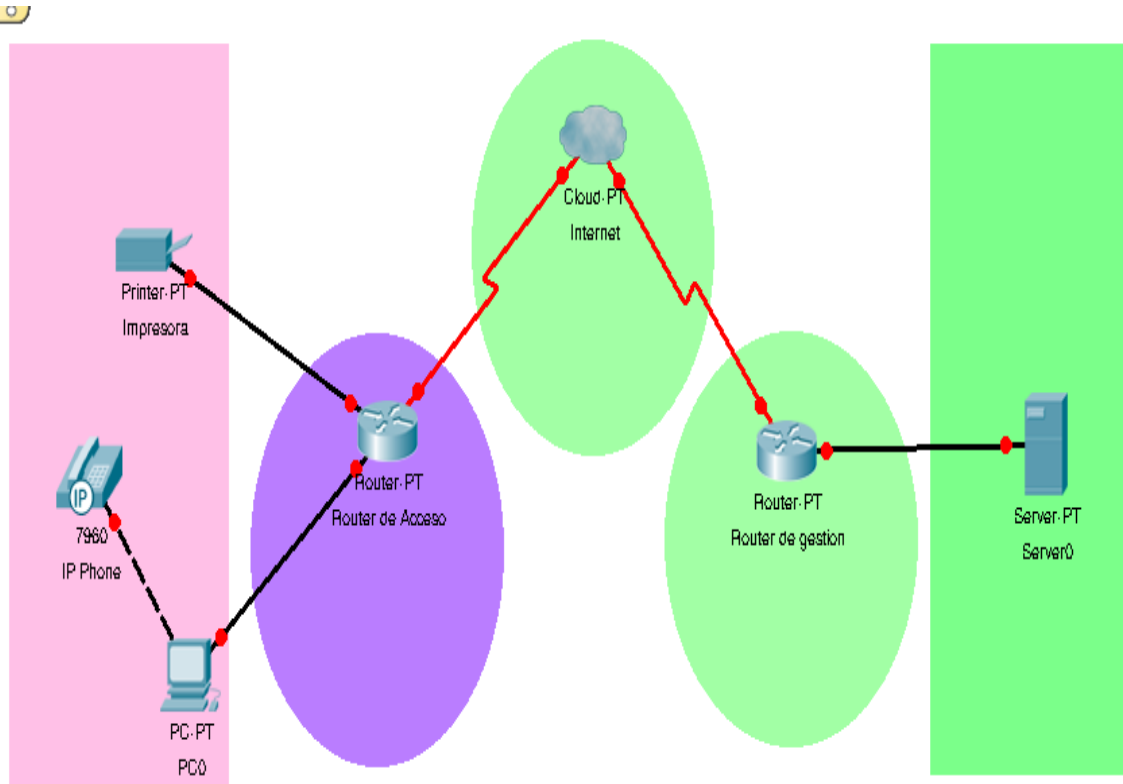 Cloud-PT
Internet
Printer-PT
Impresora
Router-PT
Router de Acceso
Router-PT
Router de gestion
Server-PT
Server0
IP
7960
IP Phone
PC-PT
PC0